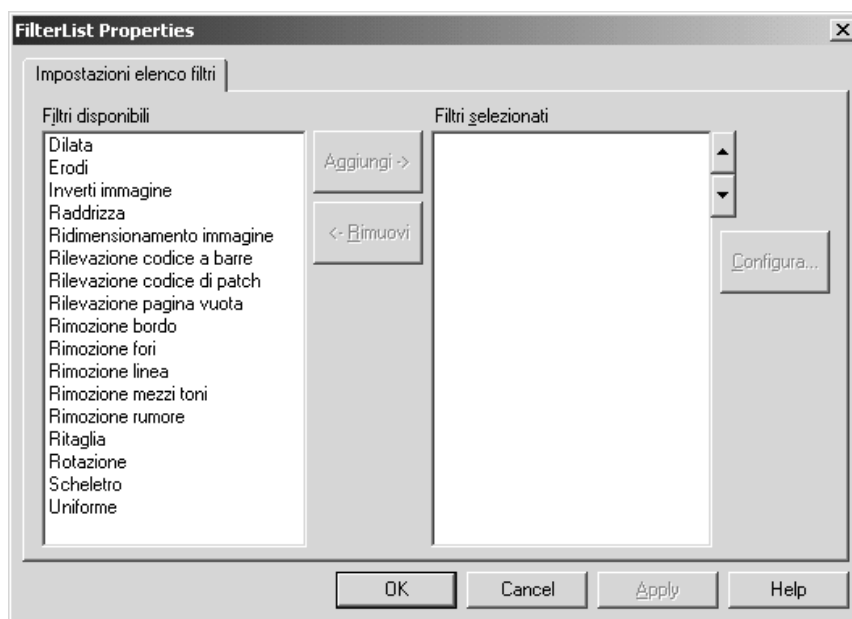 FilterList Properties
Impostazioni elenco filtri
Filtri disponibili
Dilata
Erodi
Inverti immagine
Raddrizza
Ridimensionamento immagine
Rilevazione codice a barre
Rilevazione codice di patch
Rilevazione pagina vuota
Rimozione bordo
Rimozione fori
Rimozione linea
Rimozione mezzi toni
Rimozione rumore
Ritaglia
Rotazione
Scheletro
Uniforme
Aggiungi ->
<- Rimuovi
Filtri selezionati
Configura...
OK
Cancel
Apply
Help